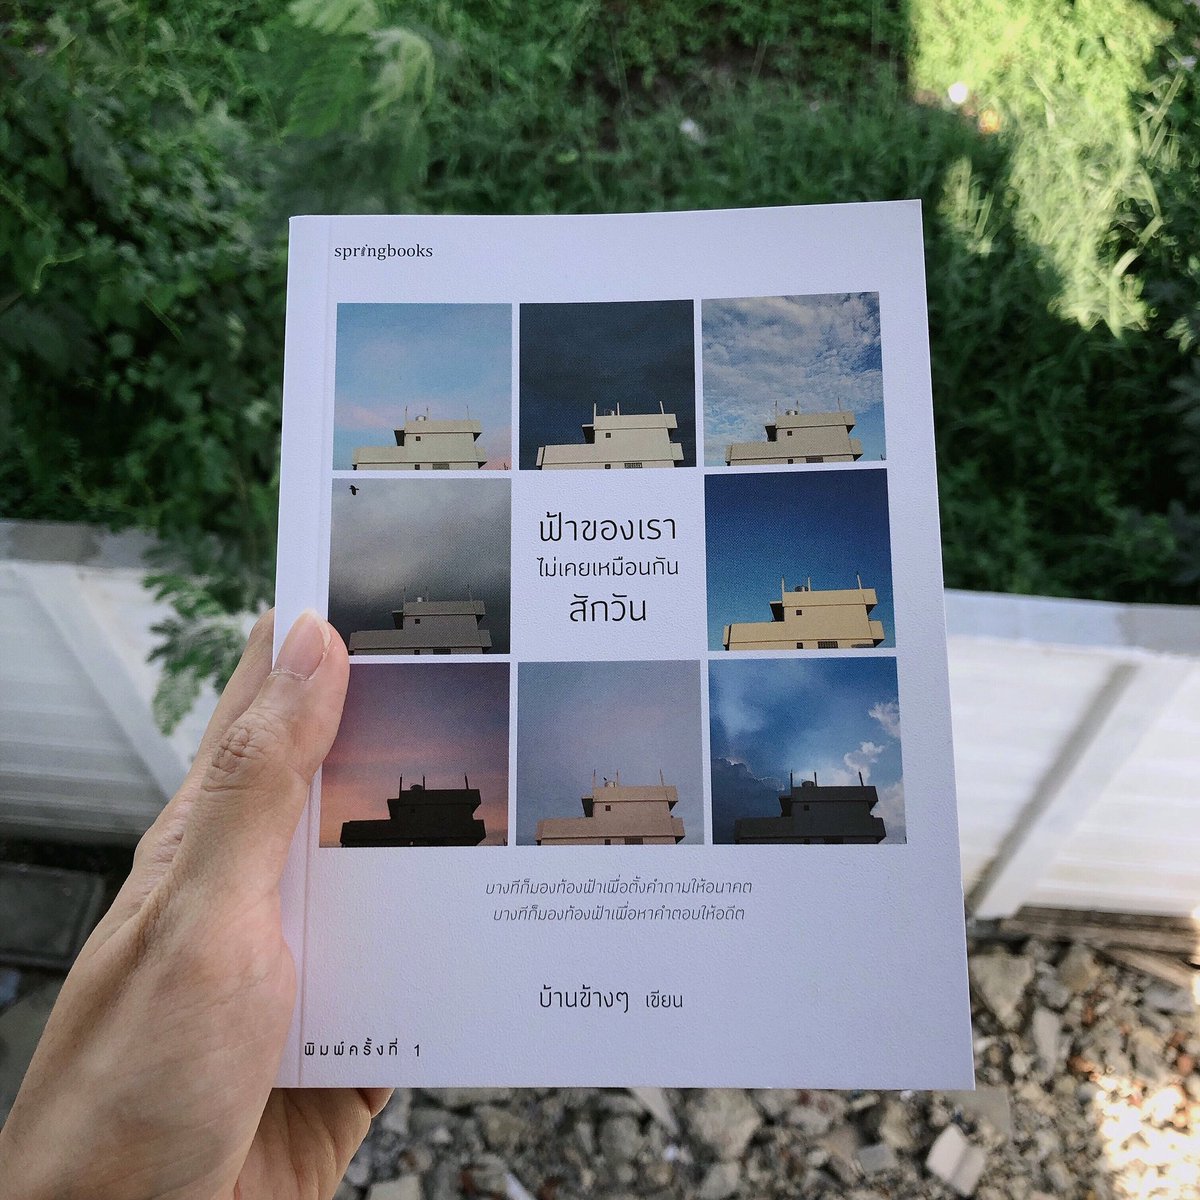 springbooks
ฟ้าของเรา
ไม่เคยเหมือนกัน
สักวัน
บางทีก็มองท้องฟ้าเพื่อตั้งคำถามให้อนาคต
บางทีก็มองท้องฟ้าเพื่อหาคำตอบให้อดีต
บ้านข้างๆ เขียน
พิมพ์ครั้งที่ 1